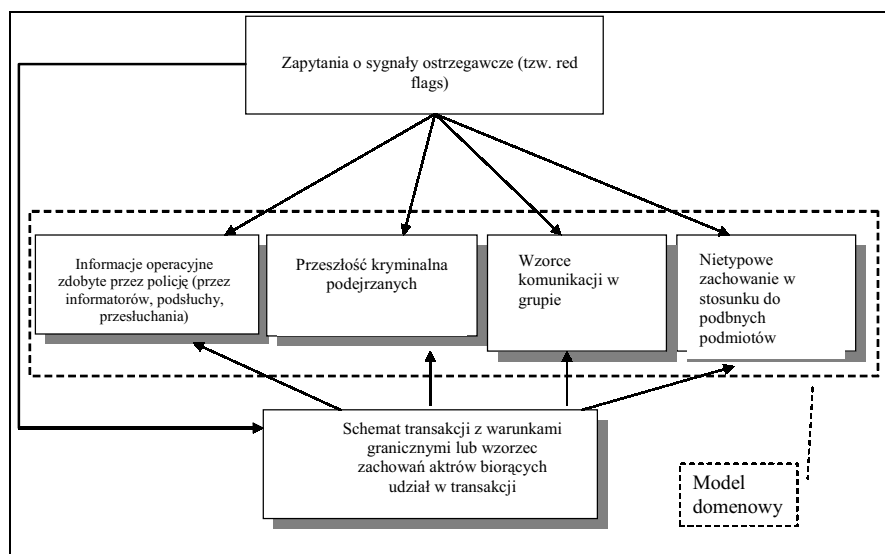 Zapytania o sygnały ostrzegawcze (tzw. red
flags)
Informacje operacyjne
zdobyte przez policję (przez
informatorów, podsłuchy,
przesłuchania)
Przeszłość kryminalna
podejrzanych
Wzorce
komunikacji w
grupie
Nietypowe
zachowanie w
stosunku do
podbnych
podmiotów
Schemat transakcji z warunkami
granicznymi lub wzorzec
zachowań aktrów biorących
udział w transakcji
Model
domenowy